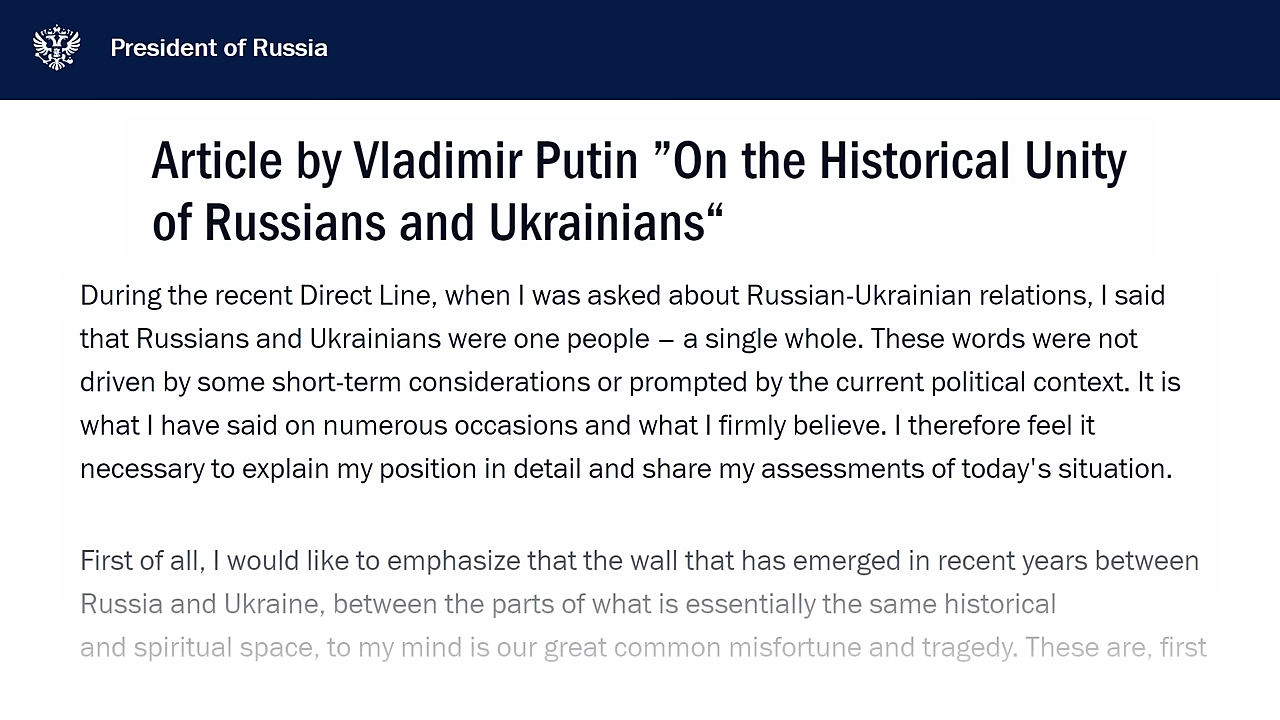 President of Russia
Article by Vladimir Putin ”On the Historical Unity
of Russians and Ukrainians“
During the recent Direct Line, when I was asked about Russian-Ukrainian relations, I said
that Russians and Ukrainians were one people – a single whole. These words were not
driven by some short-term considerations or prompted by the current political context. It is
what I have said on numerous occasions and what I firmly believe. I therefore feel it
necessary to explain my position in detail and share my assessments of today's situation.
First of all, I would like to emphasize that the wall that has emerged in recent years between
Russia and Ukraine, between the parts of what is essentially the same historical
and spiritual space, to my mind is our great common misfortune and tragedy. These are, first